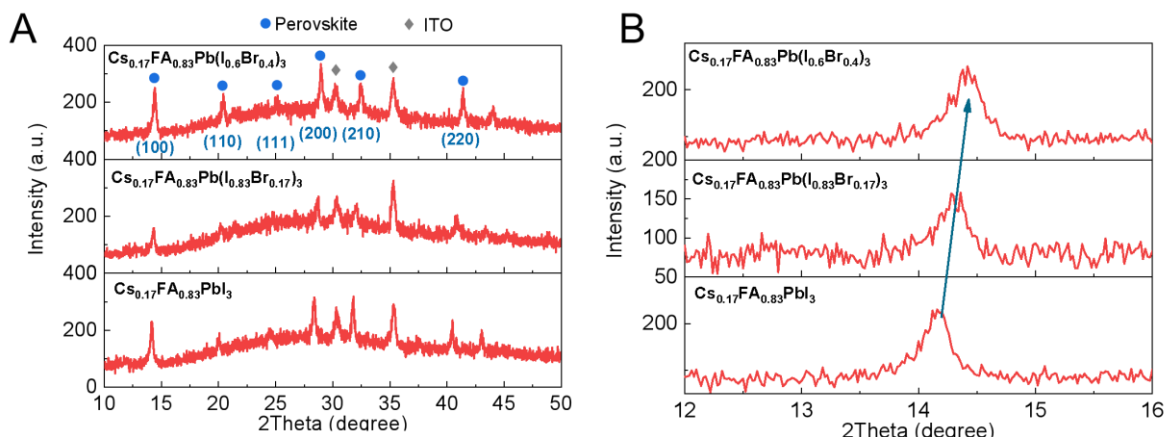 A
Perovskite
ITO
Intensity (a.u.)
400
200
400
200
400
200
0
Cs0.17FA0.83Pb(I0.6Br0.4)3
(100)
(110)
(111)
(200)
(210)
(220)
Cs0.17FA0.83Pb(I0.83Br0.17)3
Cs0.17FA0.83PbI3
10 15 20 25 30 35 40 45 50
2Theta (degree)
B
Intensity (a.u.)
200
200
150
100
50
200
Cs0.17FA0.83Pb(I0.6Br0.4)3
Cs0.17FA0.83Pb(I0.83Br0.17)3
Cs0.17FA0.83PbI3
12 13 14 15 16
2Theta (degree)